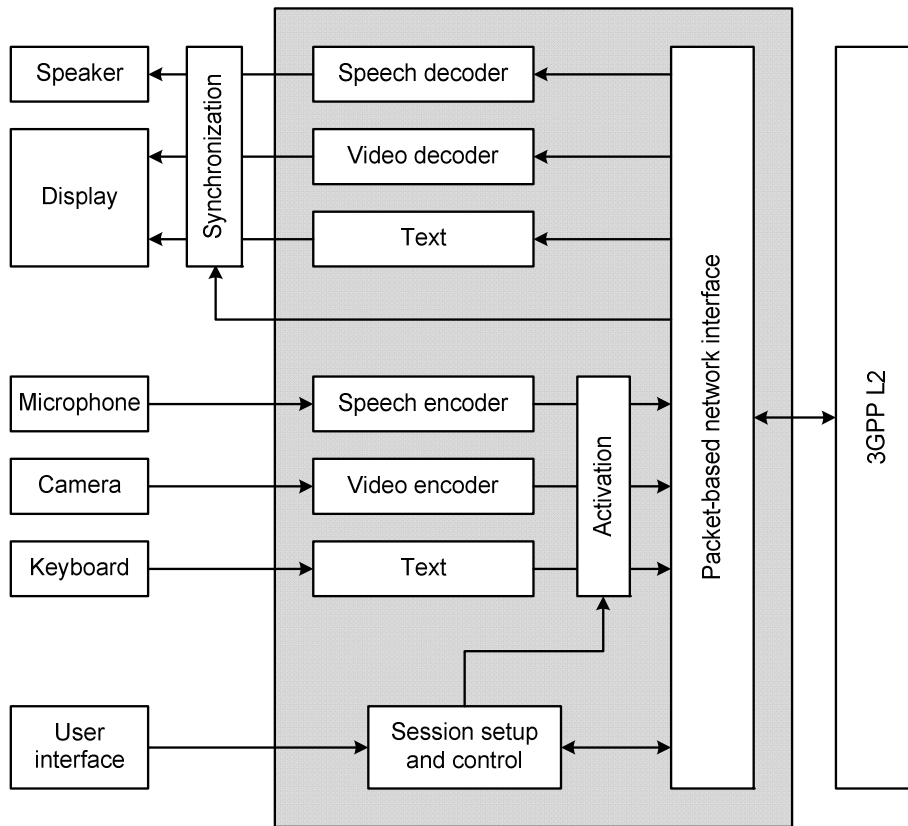 Speaker
Display
Synchronization
Speech decoder
Video decoder
Text
Microphone
Camera
Keyboard
Speech encoder
Video encoder
Text
Activation
User
interface
Session setup
and control
Packet-based network interface
3GPP L2